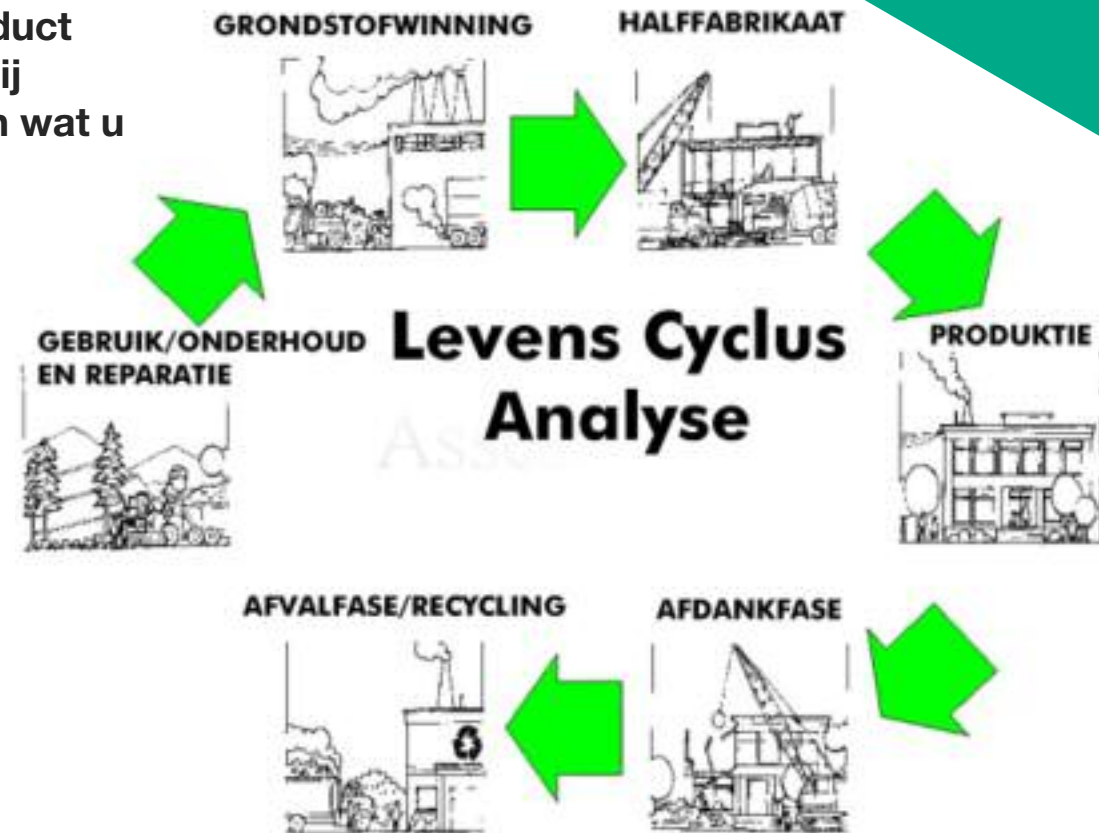 duct
ij
n wat u
GRONDSTOFWINNING
HALFFABRIKAAT
Levens Cyclus
Analyse
PRODUKTIE
GEBRUIK/ONDERHOUD
EN REPARATIE
AFVALFASE/RECYCLING
AFDANKFASE